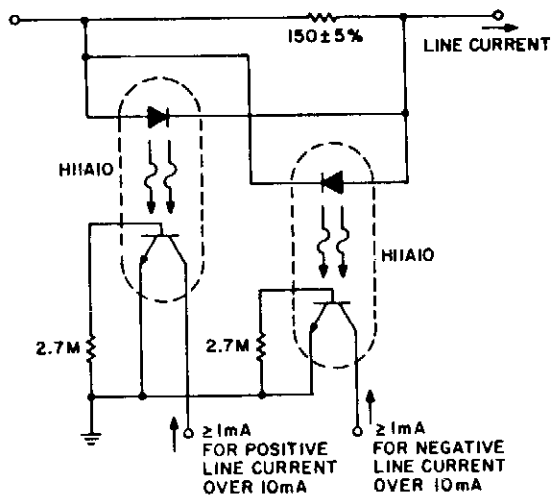 150±5%
LINE CURRENT
H11A10
H11A10
2.7M
2.7M
≥1mA
FOR POSITIVE
LINE CURRENT
OVER 10mA
≥1mA
FOR NEGATIVE
LINE CURRENT
OVER 10mA